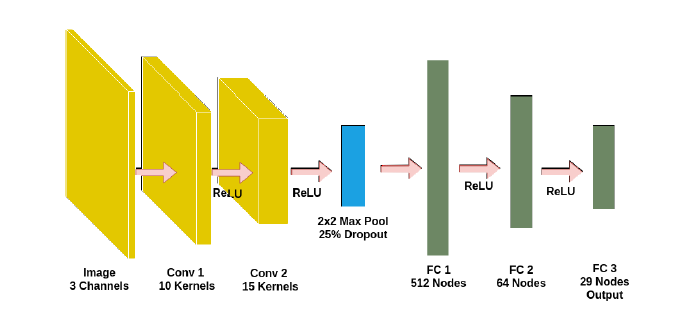 ReLU
ReLU
ReLU
ReLU
2x2 Max Pool
25% Dropout
Image
3 Channels
Conv 1
10 Kernels
Conv 2
15 Kernels
FC 1
512 Nodes
FC 2
64 Nodes
FC 3
29 Nodes
Output